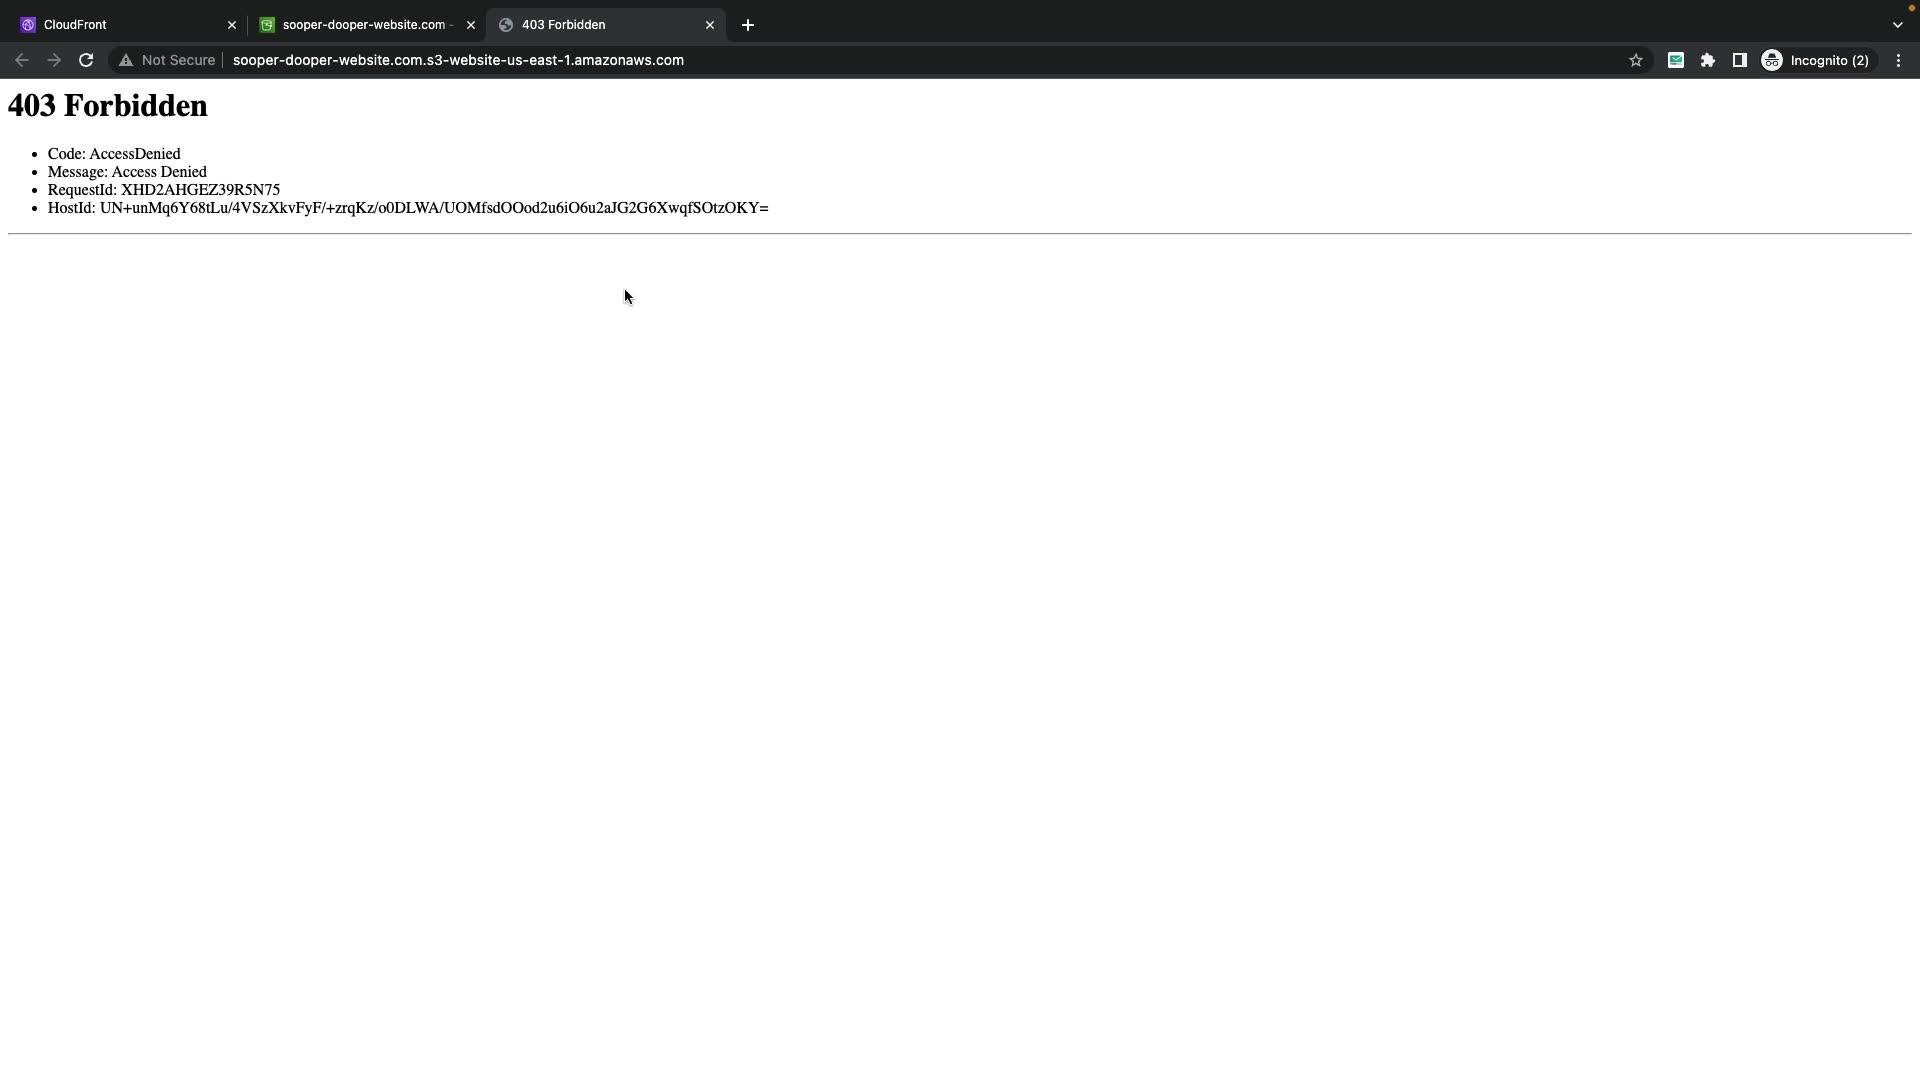 CloudFront
sooper-dooper-website.com -
403 Forbidden
Not Secure
sooper-dooper-website.com.s3-website-us-east-1.amazonaws.com
Incognito (2)
403 Forbidden
Code: AccessDenied
Message: Access Denied
RequestId: XHD2AHGEZ39R5N75
HostId: UN+unMq6Y68tLu/4VSzXkvFyF/+zrqKz/o0DLWA/UOMfsdOOod2u6iO6u2aJG2G6XwqfSOtzOKY=